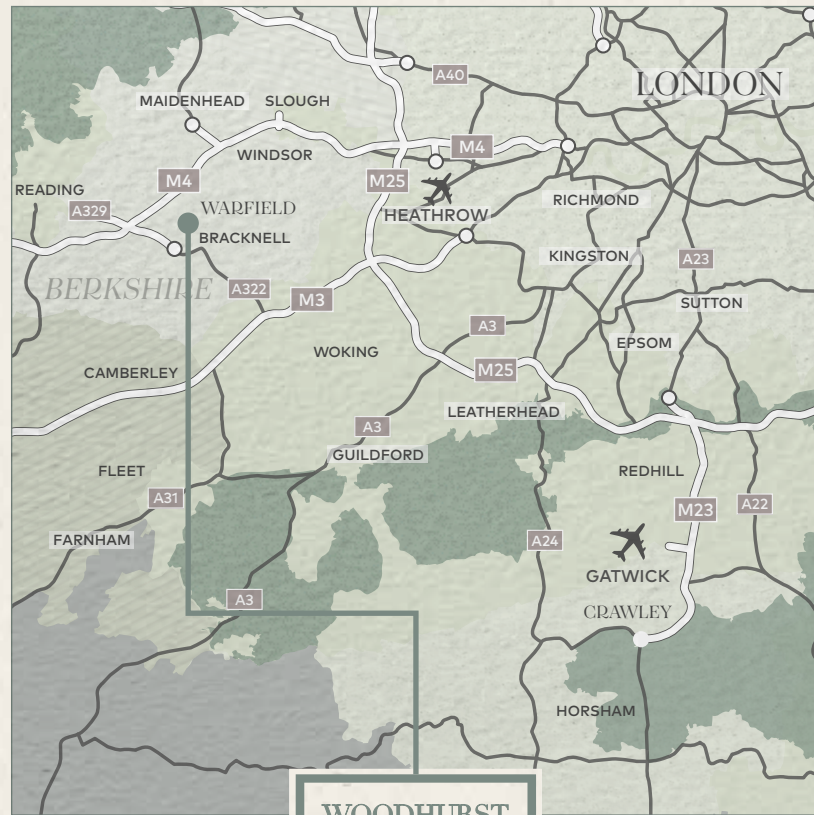 A40
LONDON
MAIDENHEAD
SLOUGH
WINDSOR
M4
READING
M4
M25
A329
WARFIELD
HEATHROW
RICHMOND
BRACKNELL
KINGSTON
A23
BERKSHIRE
A322
M3
SUTTON
A3
EPSOM
WOKING
CAMBERLEY
M25
LEATHERHEAD
A3
GUILDFORD
FLEET
REDHILL
A31
M23
A22
FARNHAM
A24
GATWICK
A3
CRAWLEY
HORSHAM
WOODHURST